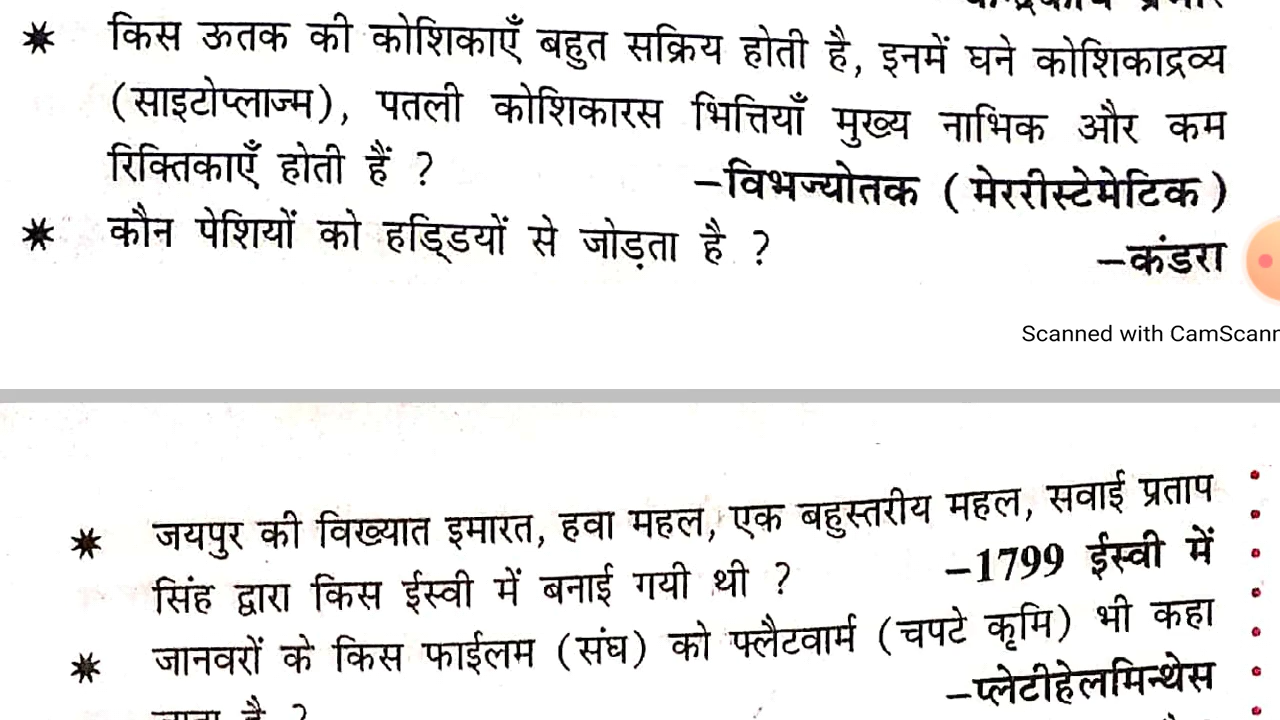 * किस ऊतक की कोशिकाएँ बहुत सक्रिय होती है, इनमें घने कोशिकाद्रव्य
(साइटोप्लाज्म), पतली कोशिकारस भित्तियाँ मुख्य नाभिक और कम
रिक्तिकाएँ होती हैं ? –विभज्योतक (मेररीस्टेमेटिक)
* कौन पेशियों को हड्डियों से जोड़ता है ? –कंडरा
Scanned with CamScanr
* जयपुर की विख्यात इमारत, हवा महल, एक बहुस्तरीय महल, सवाई प्रताप
सिंह द्वारा किस ईस्वी में बनाई गयी थी ? –1799 ईस्वी में
* जानवरों के किस फाईलम (संघ) को फ्लैटवार्म (चपटे कृमि) भी कहा
–प्लेटीहेलमिन्थेस